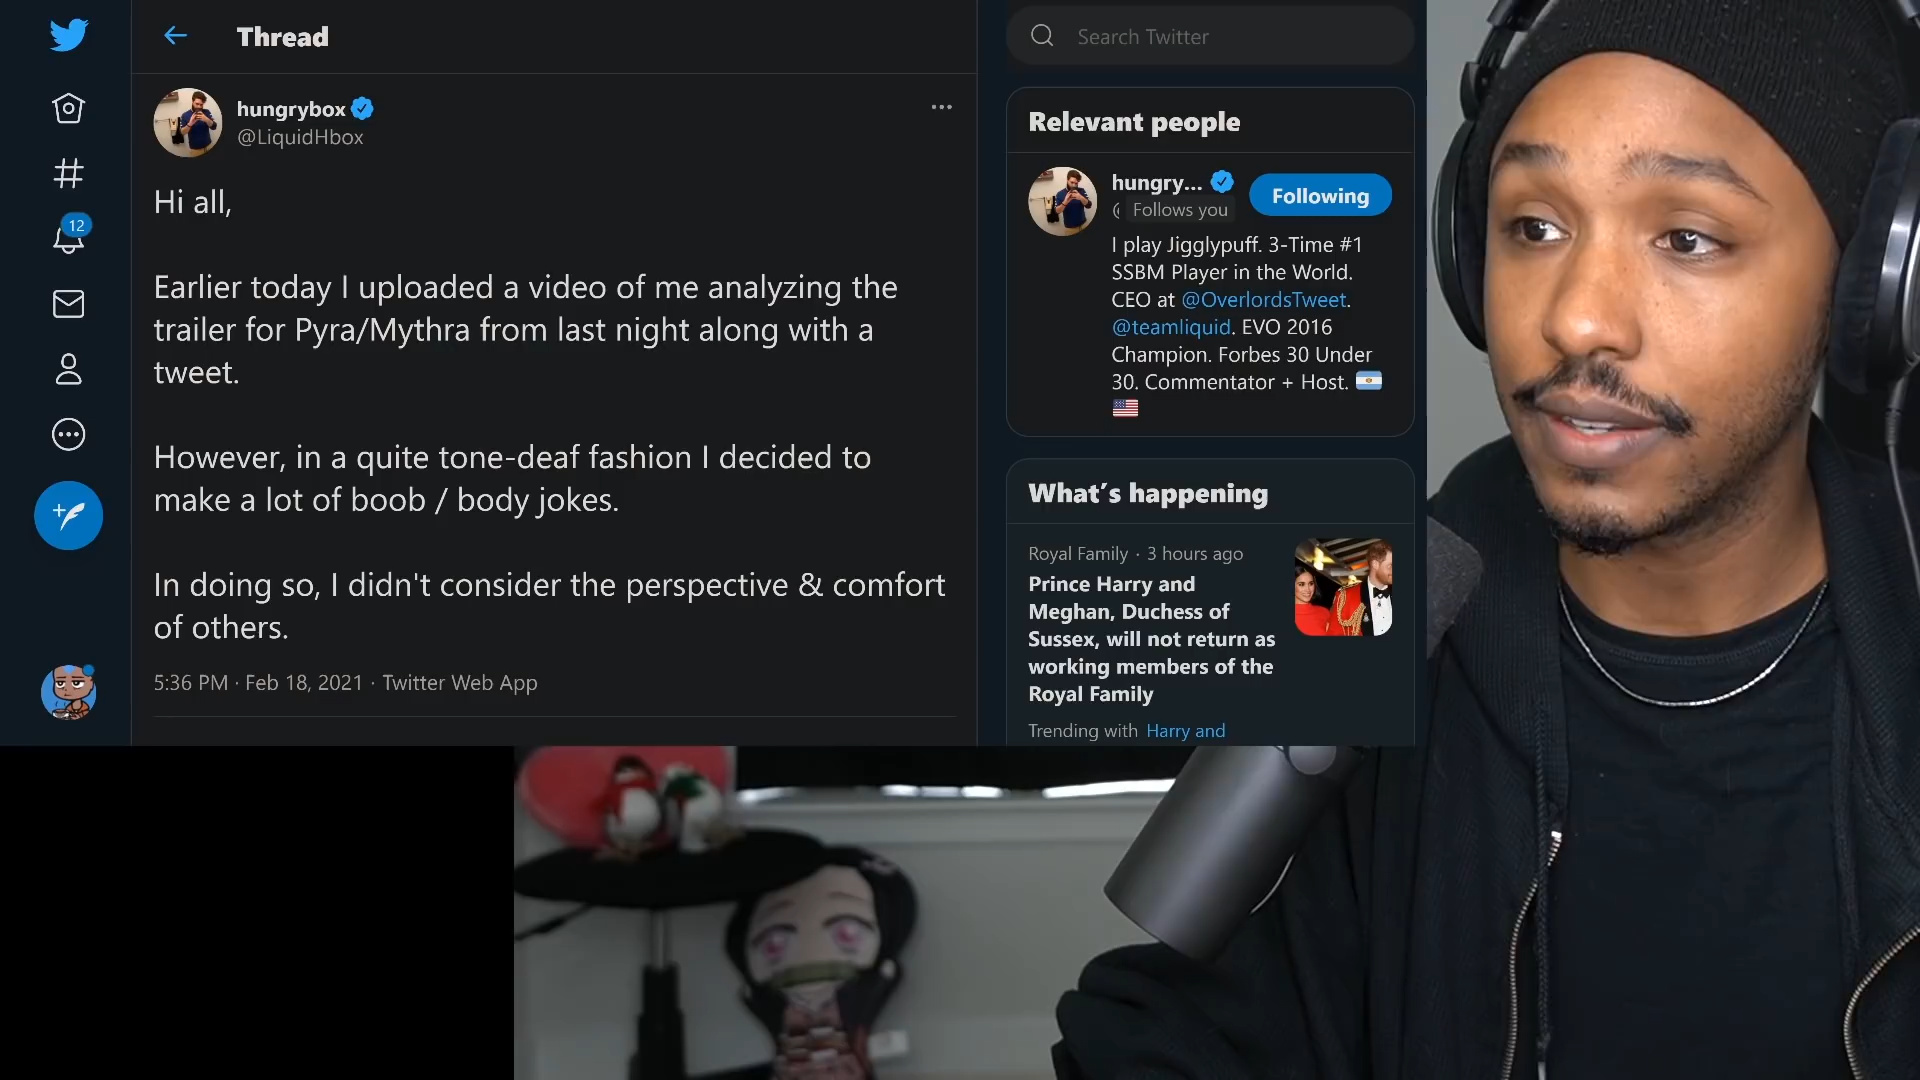 Thread
hungrybox
@LiquidHbox
Hi all,
Earlier today I uploaded a video of me analyzing the
trailer for Pyra/Mythra from last night along with a
tweet.
However, in a quite tone-deaf fashion I decided to
make a lot of boob / body jokes.
In doing so, I didn't consider the perspective & comfort
of others.
5:36 PM · Feb 18, 2021 · Twitter Web App
12
Search Twitter
Relevant people
hungry...
Following
Follows you
I play Jigglypuff. 3-Time #1
SSBM Player in the World.
CEO at @OverlordsTweet.
@teamliquid. EVO 2016
Champion. Forbes 30 Under
30. Commentator + Host.
What's happening
Royal Family · 3 hours ago
Prince Harry and
Meghan, Duchess of
Sussex, will not return as
working members of the
Royal Family
Trending with Harry and